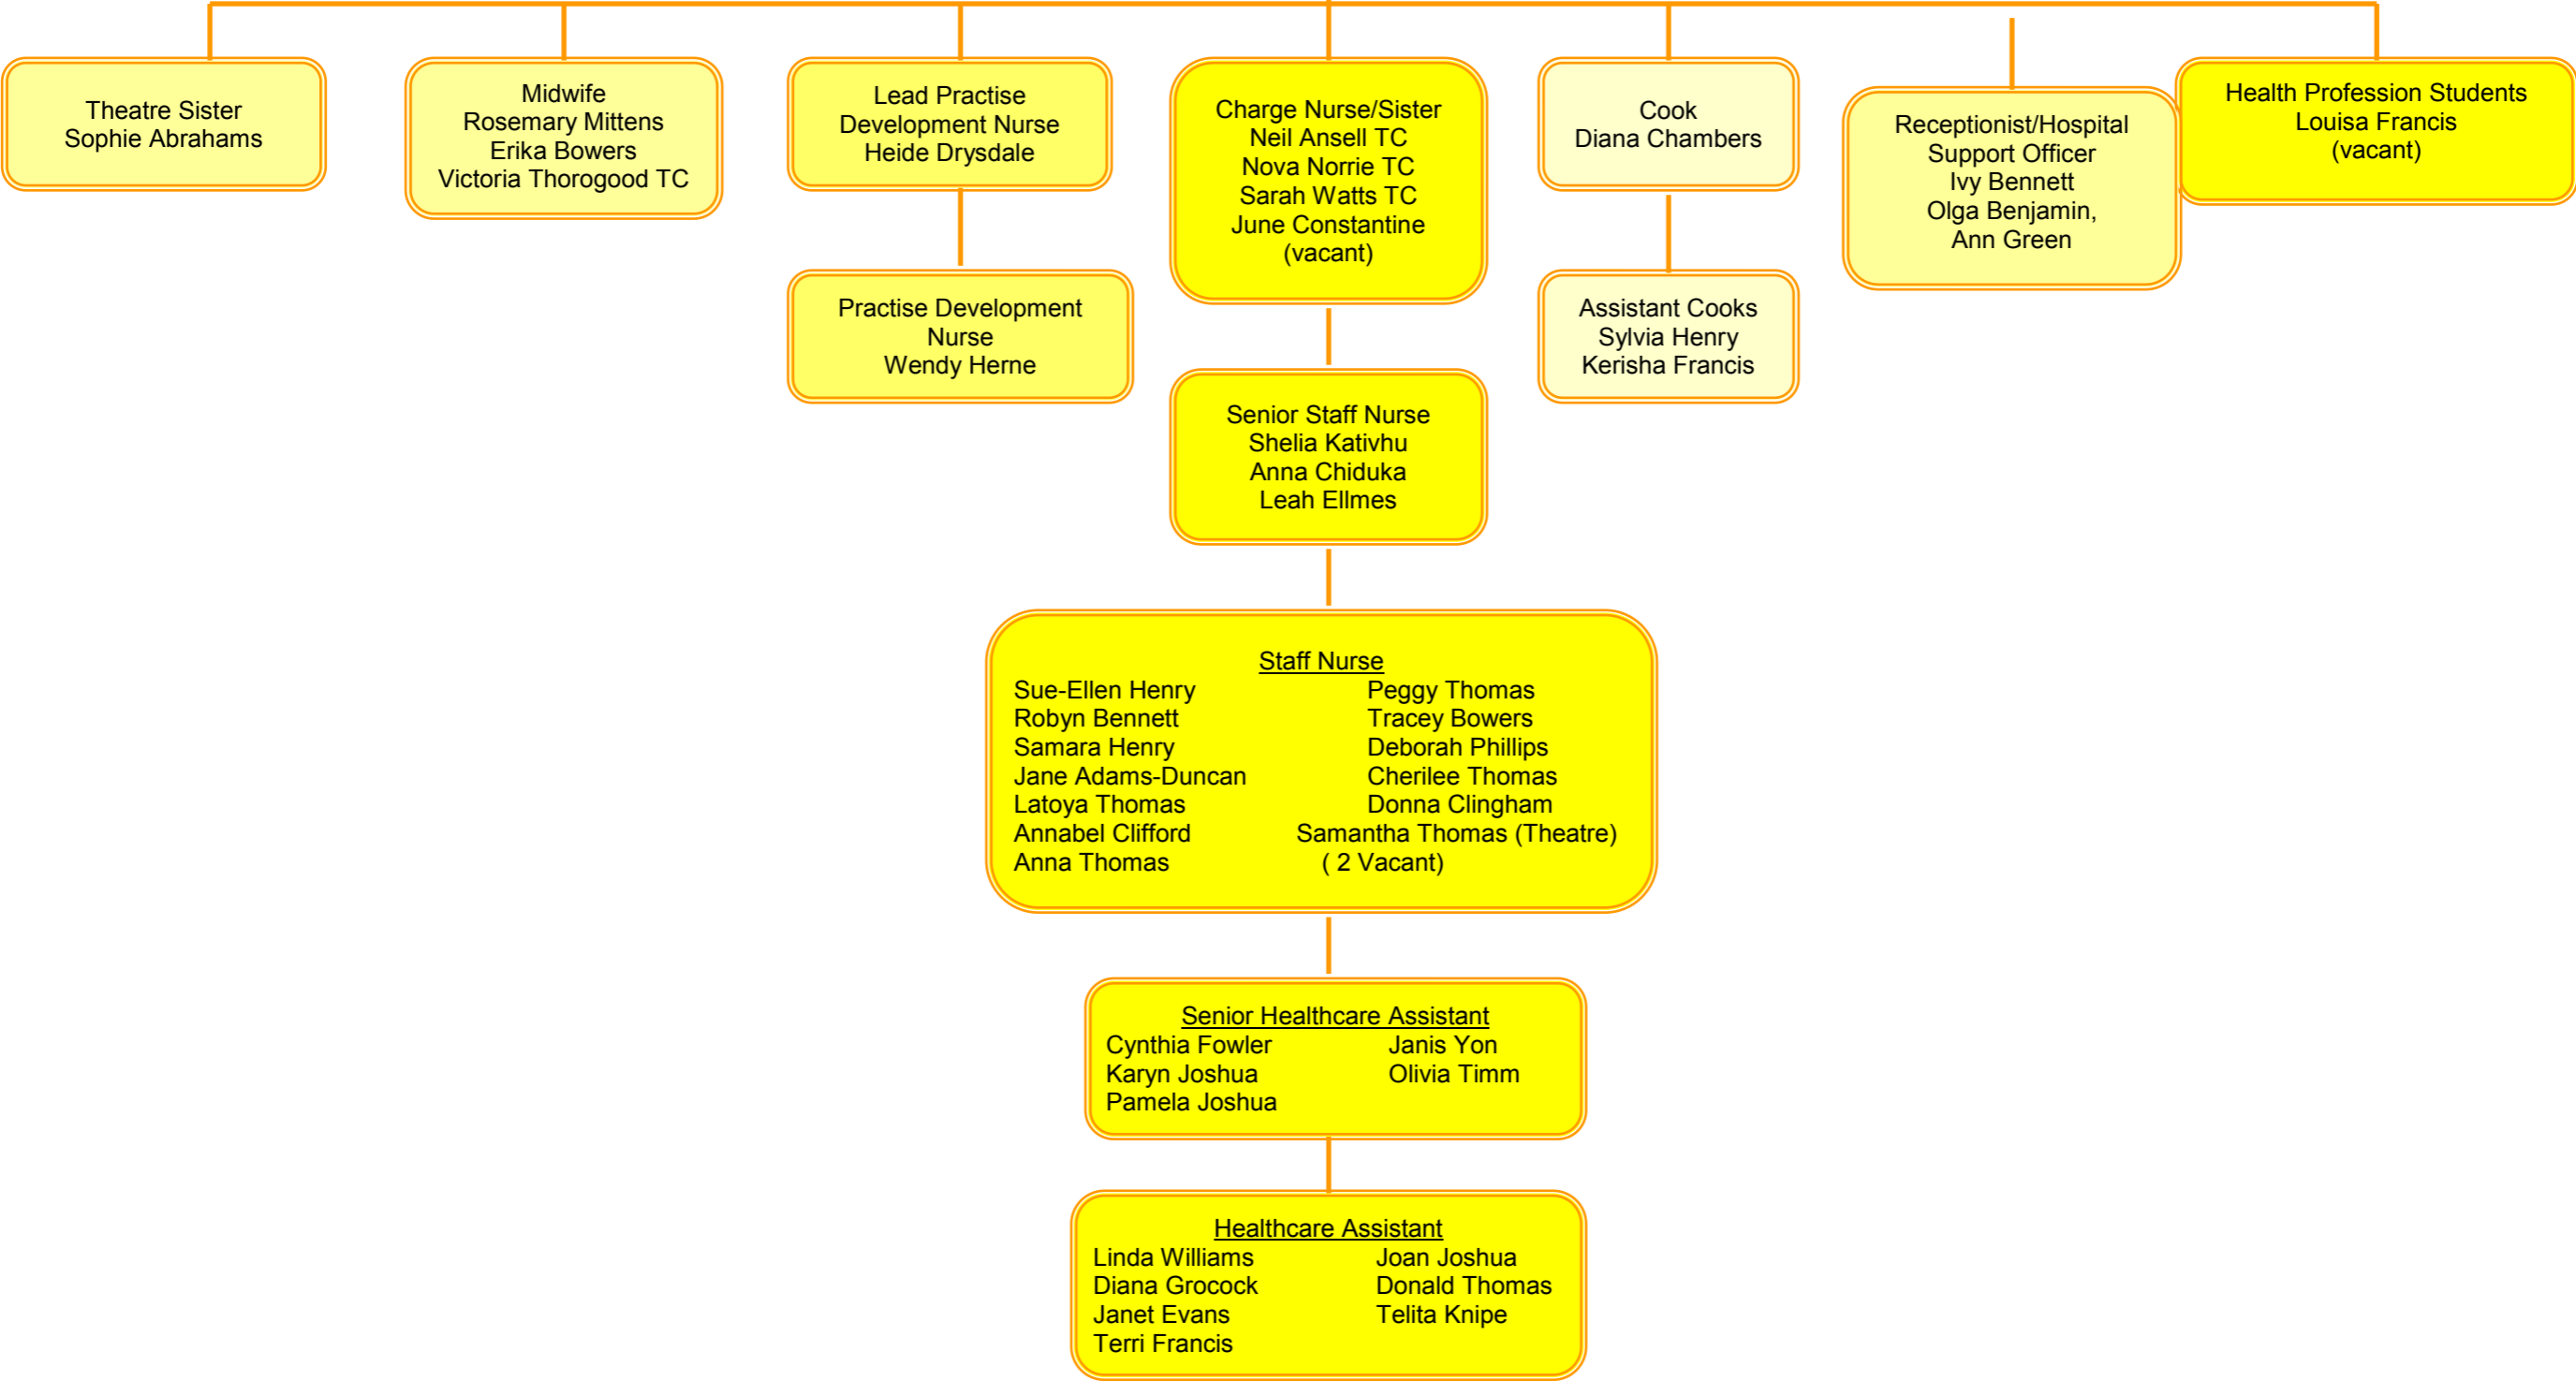 Theatre Sister
Sophie Abrahams
Midwife
Rosemary Mittens
Erika Bowers
Victoria Thorogood TC
Lead Practise
Development Nurse
Heide Drysdale
Charge Nurse/Sister
Neil Ansell TC
Nova Norrie TC
Sarah Watts TC
June Constantine
(vacant)
Cook
Diana Chambers
Receptionist/Hospital
Support Officer
Ivy Bennett
Olga Benjamin,
Ann Green
Health Profession Students
Louisa Francis
(vacant)
Practise Development
Nurse
Wendy Herne
Assistant Cooks
Sylvia Henry
Kerisha Francis
Senior Staff Nurse
Shelia Kativhu
Anna Chiduka
Leah Ellmes
Staff Nurse
Sue-Ellen Henry Peggy Thomas
Robyn Bennett Tracey Bowers
Samara Henry Deborah Phillips
Jane Adams-Duncan Cherilee Thomas
Latoya Thomas Donna Clingham
Annabel Clifford Samantha Thomas (Theatre)
Anna Thomas ( 2 Vacant)
Senior Healthcare Assistant
Cynthia Fowler Janis Yon
Karyn Joshua Olivia Timm
Pamela Joshua
Healthcare Assistant
Linda Williams Joan Joshua
Diana Grocock Donald Thomas
Janet Evans Telita Knipe
Terri Francis